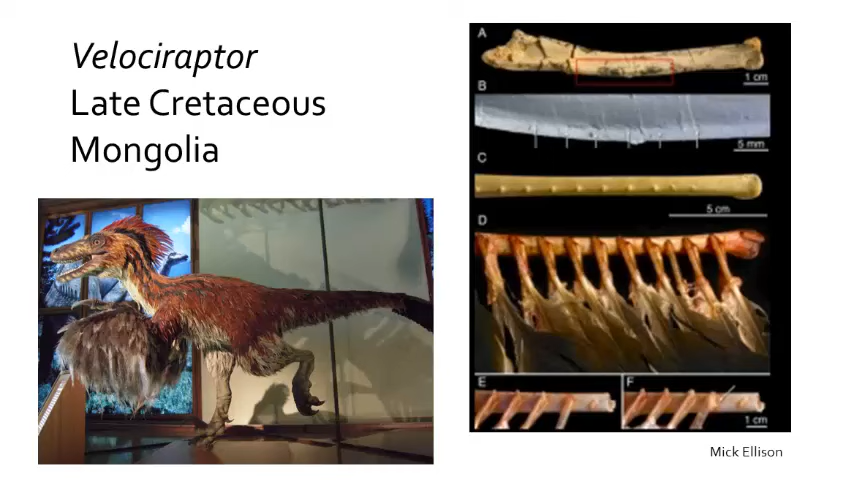 Velociraptor
Late Cretaceous
Mongolia
A
1 cm
B
5 mm
C
5 cm
D
E
F
1 cm
Mick Ellison